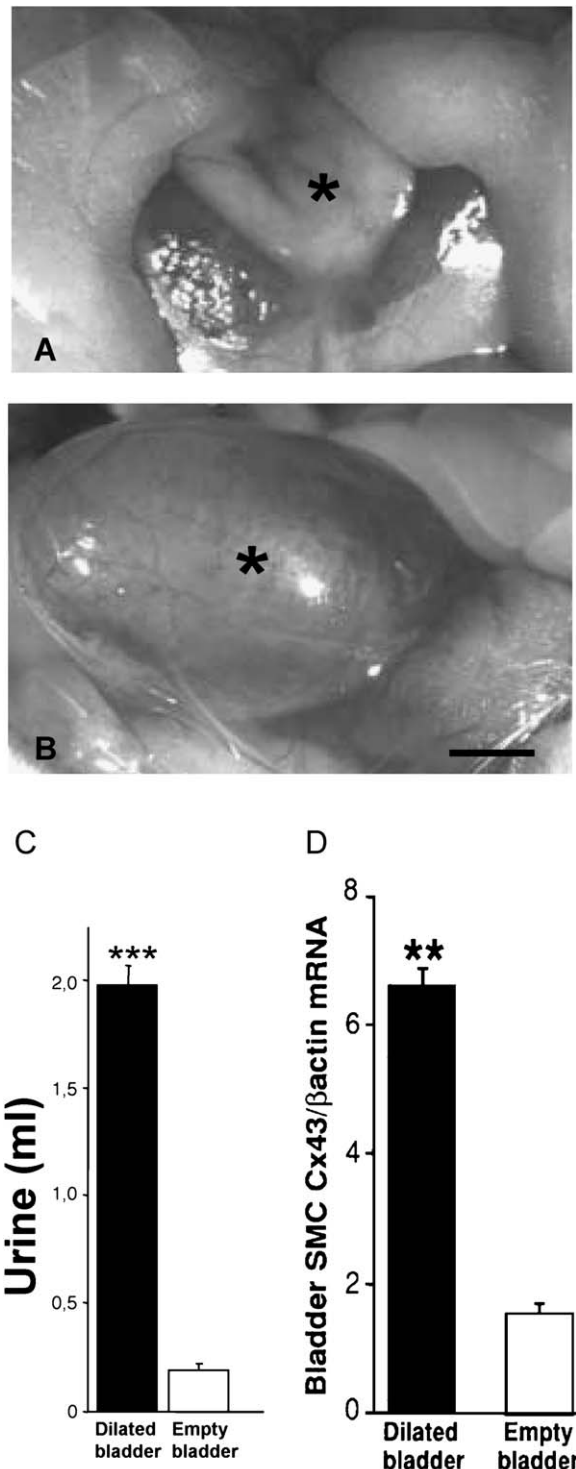 *
A
*
B
C
Urine (ml)
***
2,0
1,5
1,0
0,5
0
Dilated bladder
Empty bladder
D
Bladder SMC Cx43/βactin mRNA
**
8
6
4
2
0
Dilated bladder
Empty bladder